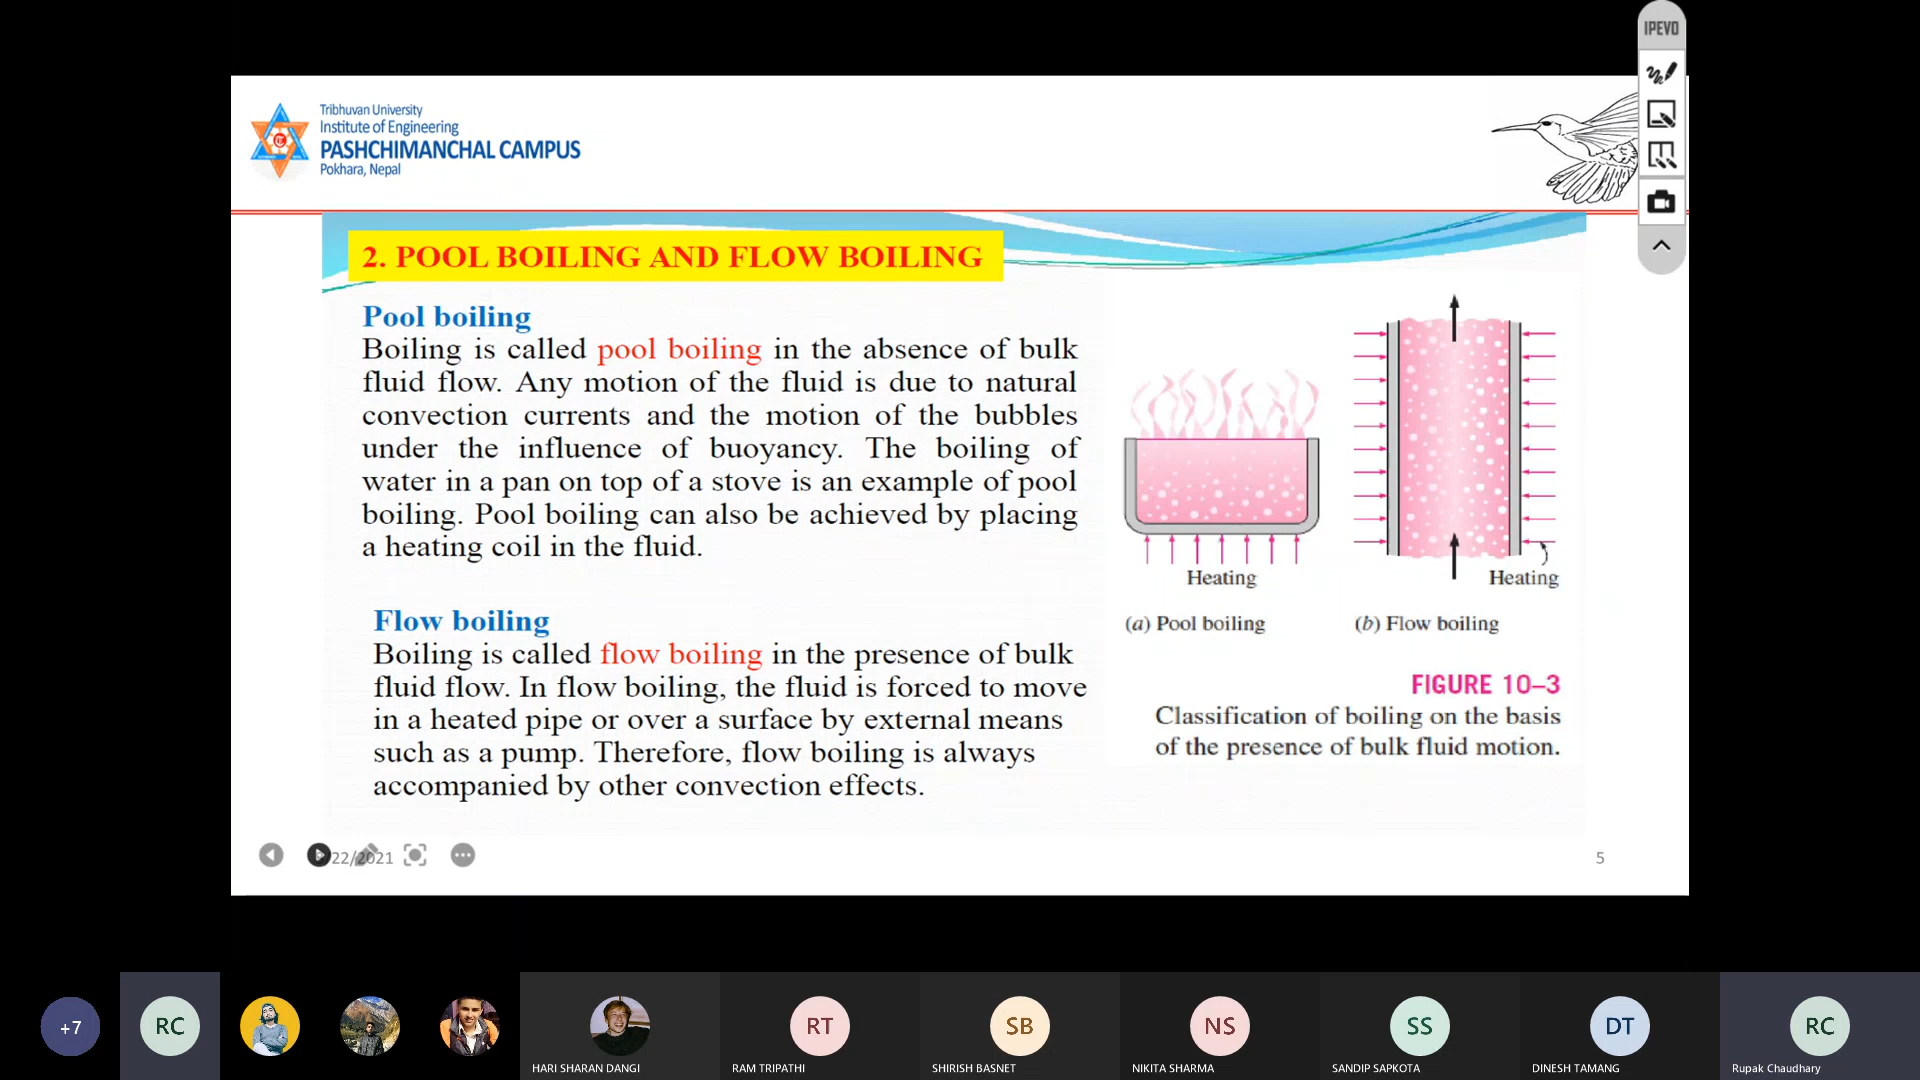 IPEVO
Tribhuvan University
Institute of Engineering
PASHCHIMANCHAL CAMPUS
Pokhara, Nepal
2. POOL BOILING AND FLOW BOILING
Pool boiling
Boiling is called pool boiling in the absence of bulk
fluid flow. Any motion of the fluid is due to natural
convection currents and the motion of the bubbles
under the influence of buoyancy. The boiling of
water in a pan on top of a stove is an example of pool
boiling. Pool boiling can also be achieved by placing
a heating coil in the fluid.
Flow boiling
Boiling is called flow boiling in the presence of bulk
fluid flow. In flow boiling, the fluid is forced to move
in a heated pipe or over a surface by external means
such as a pump. Therefore, flow boiling is always
accompanied by other convection effects.
Heating
Heating
(a) Pool boiling
(b) Flow boiling
FIGURE 10–3
Classification of boiling on the basis
of the presence of bulk fluid motion.
22/2021
5
+7
RC
RT
SB
NS
SS
DT
RC
HARI SHARAN DANGI
RAM TRIPATHI
SHIRISH BASNET
NIKITA SHARMA
SANDIP SAPKOTA
DINESH TAMANG
Rupak Chaudhary